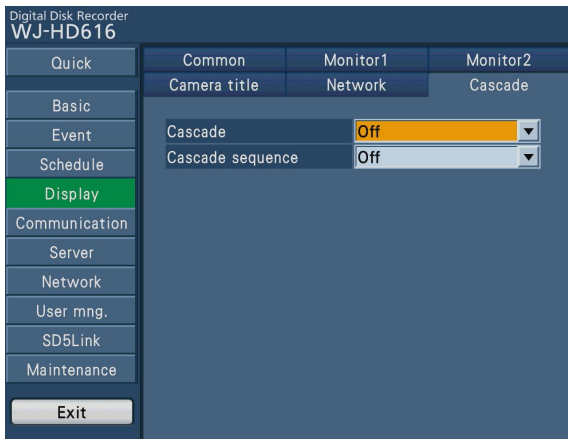 Digital Disk Recorder
WJ-HD616
Quick
Basic
Event
Schedule
Display
Communication
Server
Network
User mng.
SD5Link
Maintenance
Exit
Common Monitor1 Monitor2
Camera title Network Cascade
Cascade Off
Cascade sequence Off